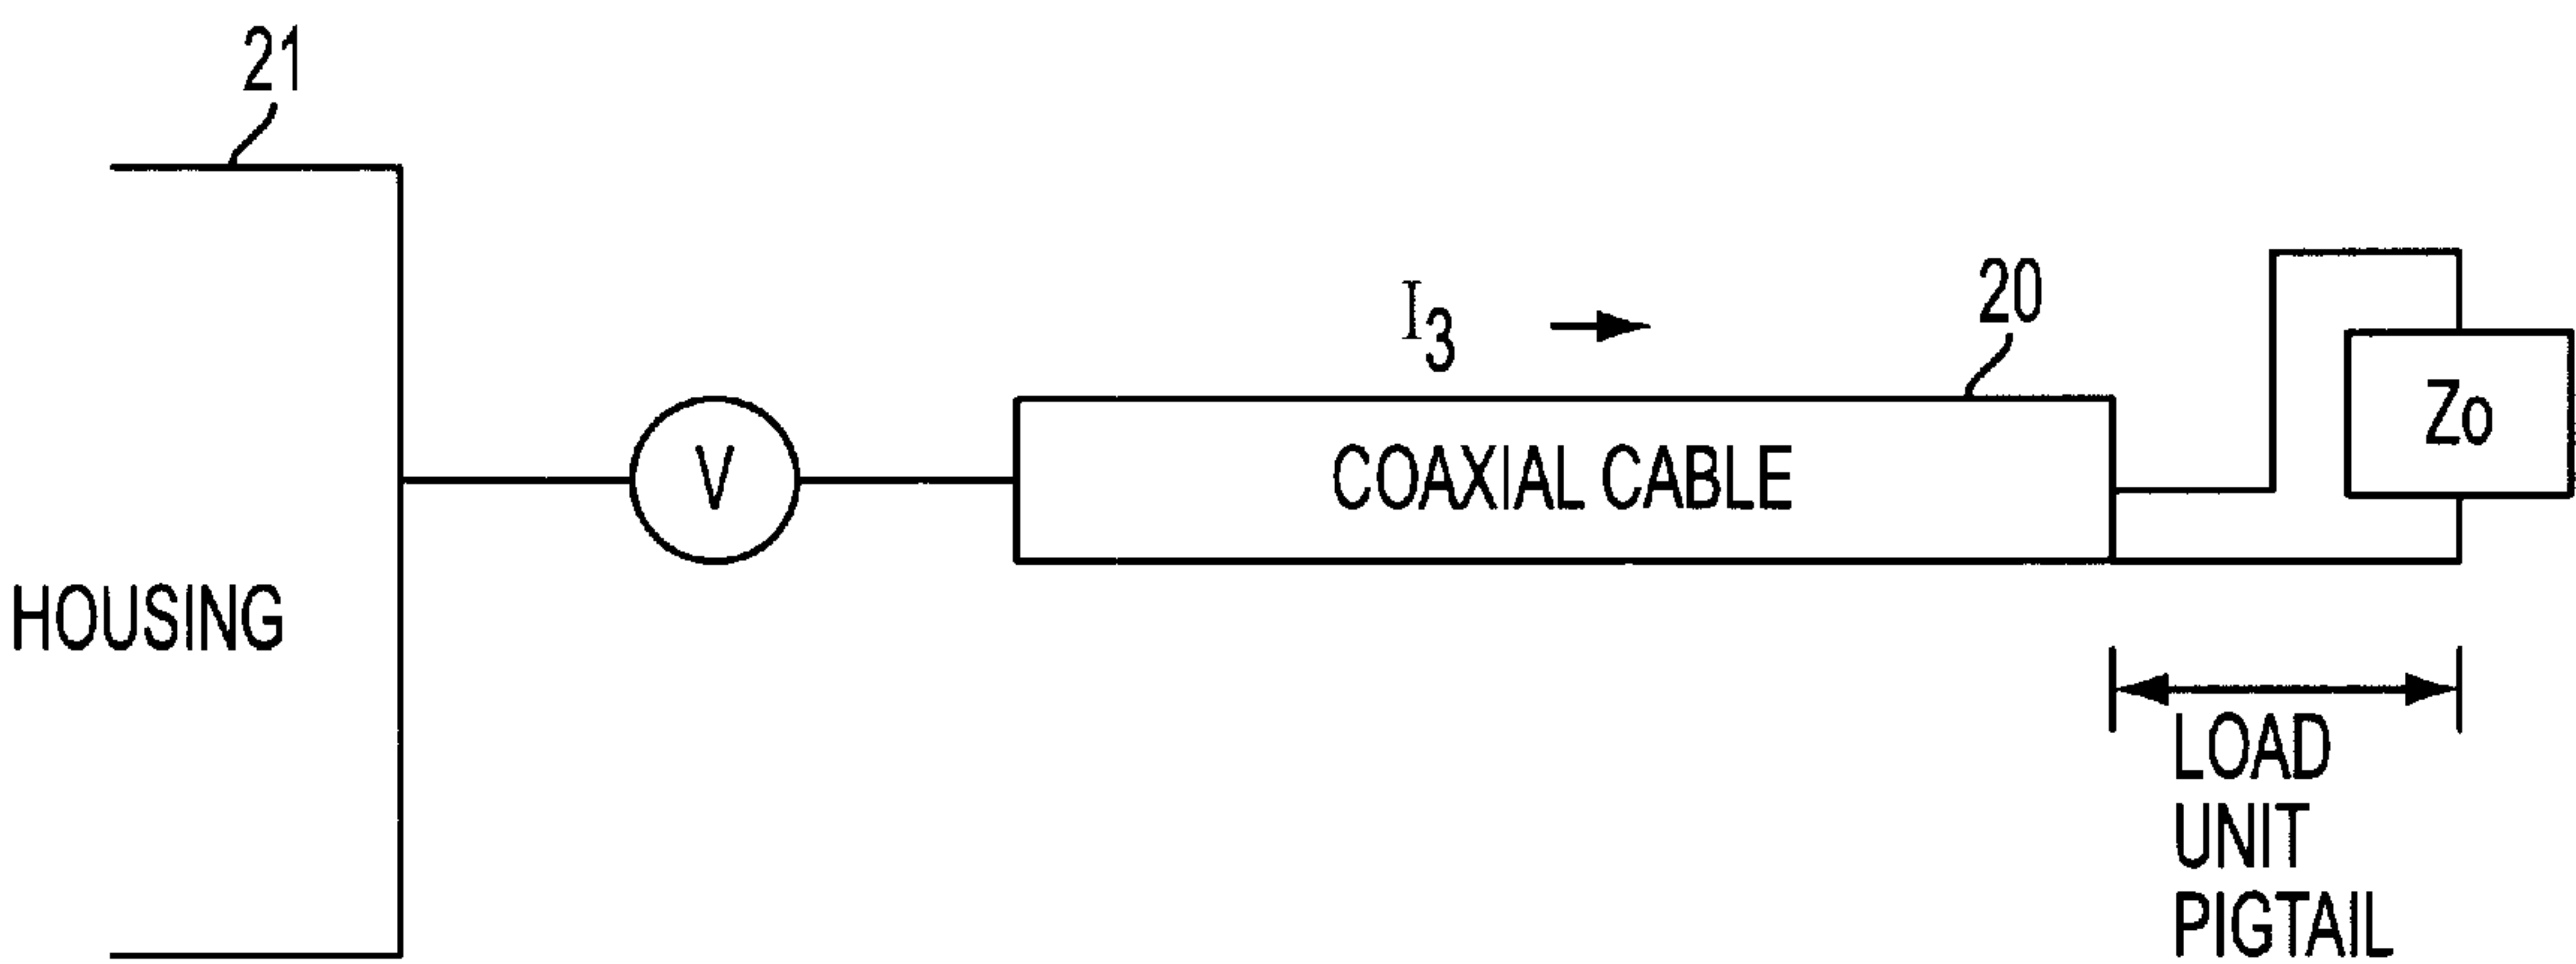 21
I3
20
Zo
V
COAXIAL CABLE
HOUSING
LOAD
UNIT
PIGTAIL